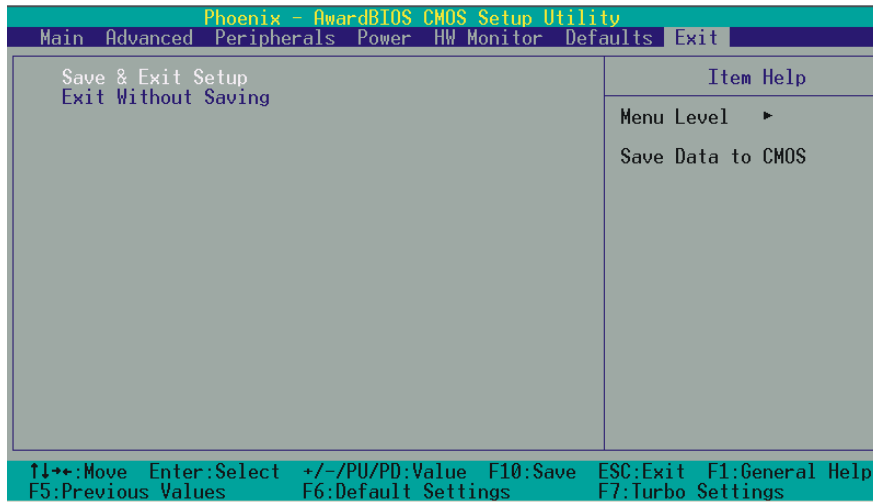 Phoenix - AwardBIOS CMOS Setup Utility
Main Advanced Peripherals Power HW Monitor Defaults Exit
Save & Exit Setup
Exit Without Saving
Item Help
Menu Level ►
Save Data to CMOS
↑↓→←:Move Enter:Select +/-/PU/PD:Value F10:Save ESC:Exit F1:General Help
F5:Previous Values F6:Default Settings F7:Turbo Settings